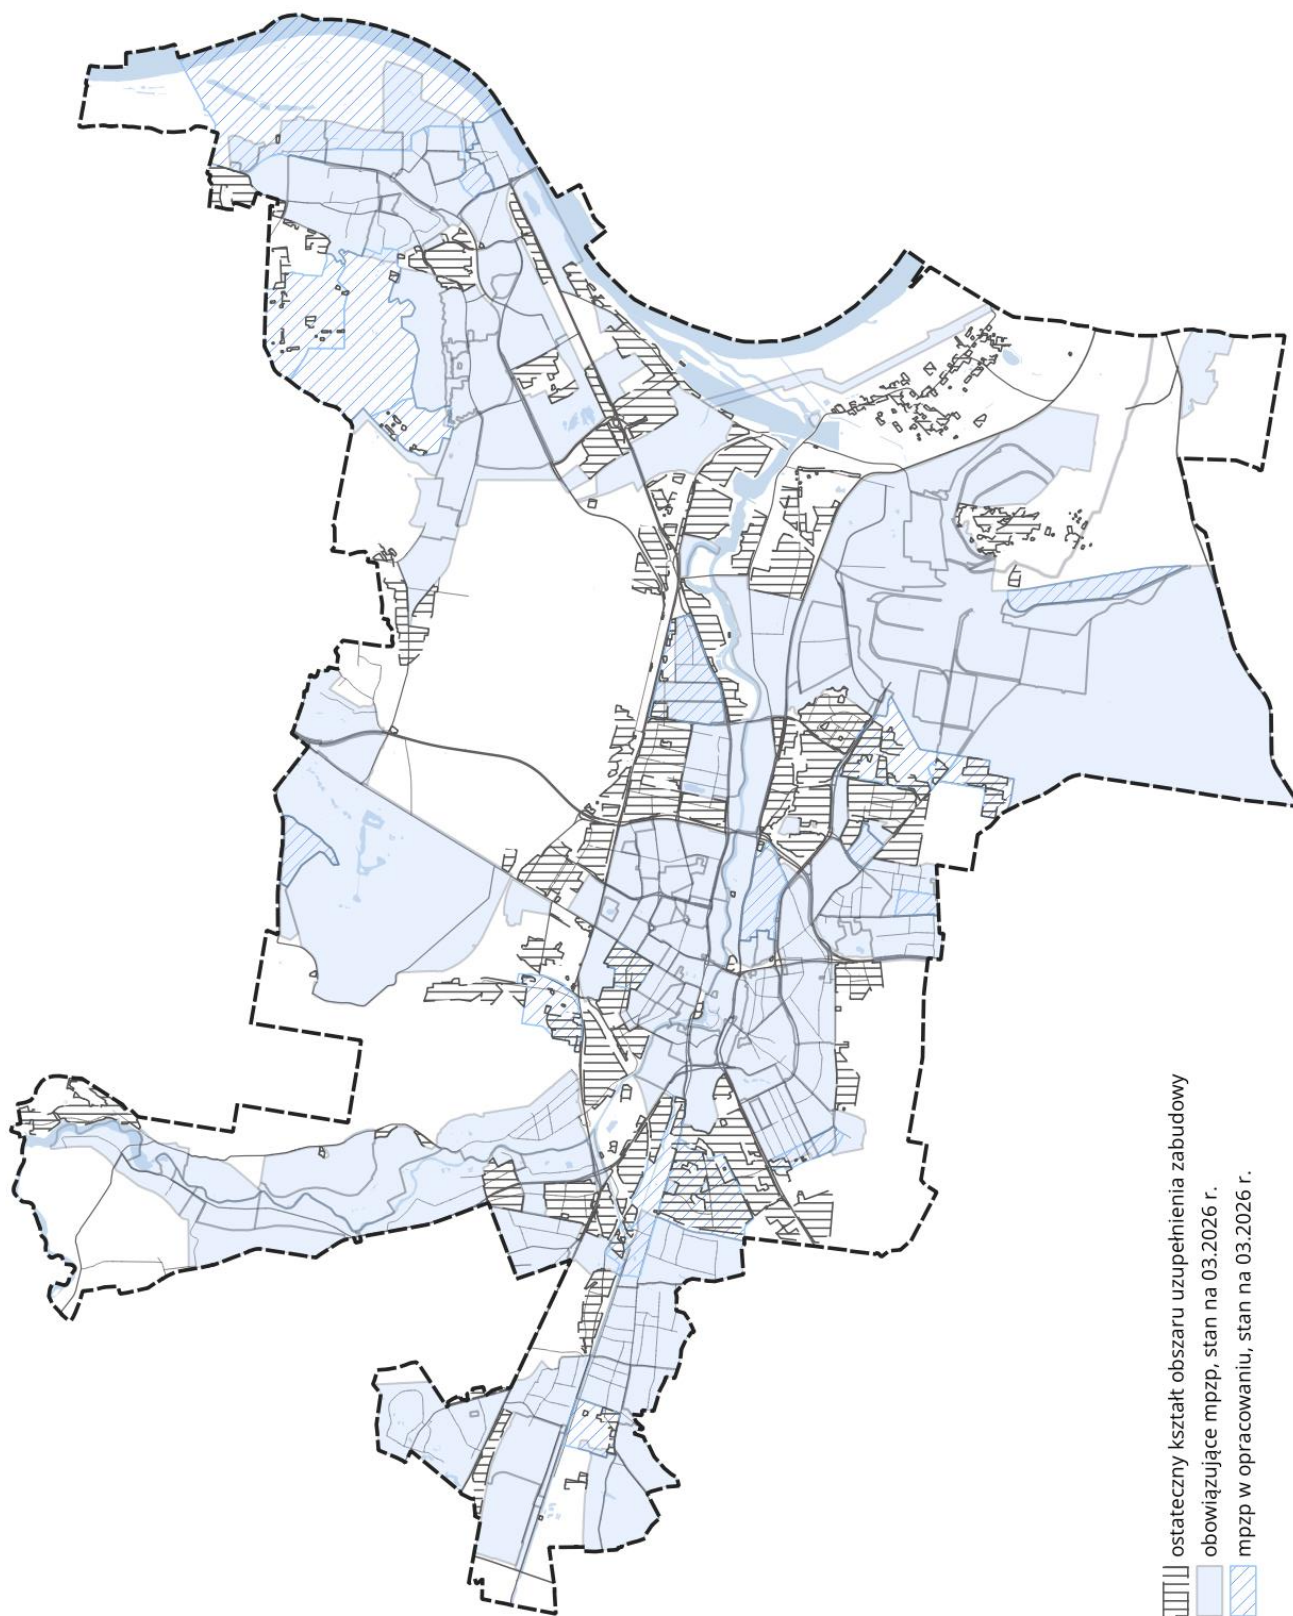 ostateczny kształt obszaru uzupełnienia zabudowy
obowiązujące mpzp, stan na 03.2026 r.
mpzp w opracowaniu, stan na 03.2026 r.